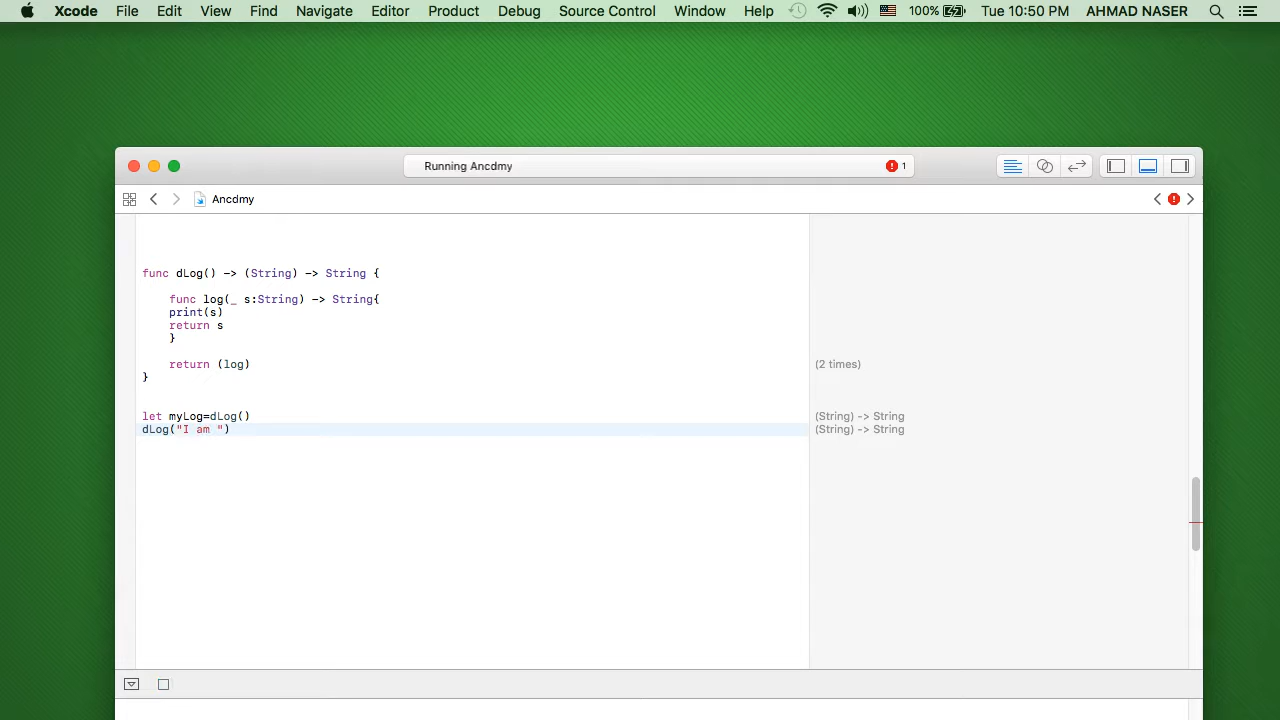 Xcode File Edit View Find Navigate Editor Product Debug Source Control Window Help 100% Tue 10:50 PM AHMAD NASER
Running Ancdmy 1
Ancdmy
func dLog() -> (String) -> String {
func log(_ s:String) -> String{
print(s)
return s
}
return (log) (2 times)
}
let myLog=dLog() (String) -> String
dLog("I am ") (String) -> String